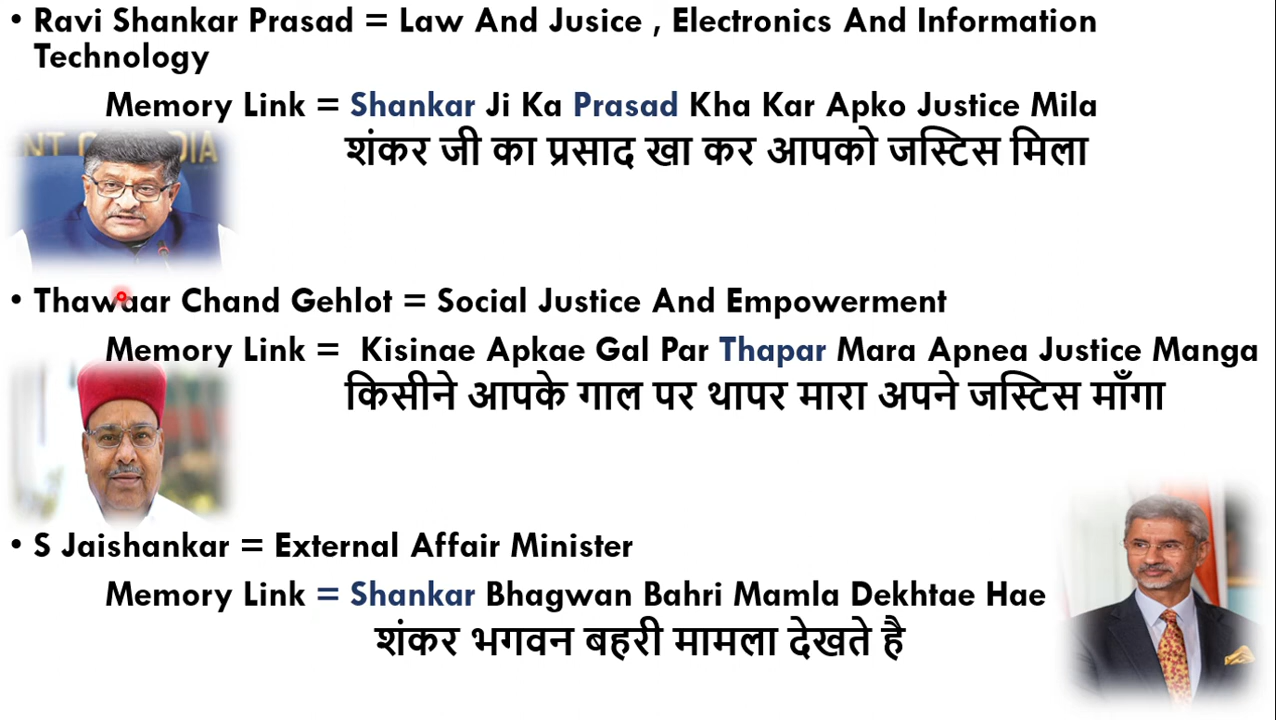 • Ravi Shankar Prasad = Law And Jusice , Electronics And Information
Technology
Memory Link = Shankar Ji Ka Prasad Kha Kar Apko Justice Mila
शंकर जी का प्रसाद खा कर आपको जस्टिस मिला
NT OF INDIA
• Thawaar Chand Gehlot = Social Justice And Empowerment
Memory Link = Kisinae Apkae Gal Par Thapar Mara Apnea Justice Manga
किसीने आपके गाल पर थापर मारा अपने जस्टिस माँगा
• S Jaishankar = External Affair Minister
Memory Link = Shankar Bhagwan Bahri Mamla Dekhtae Hae
शंकर भगवन बहरी मामला देखते है